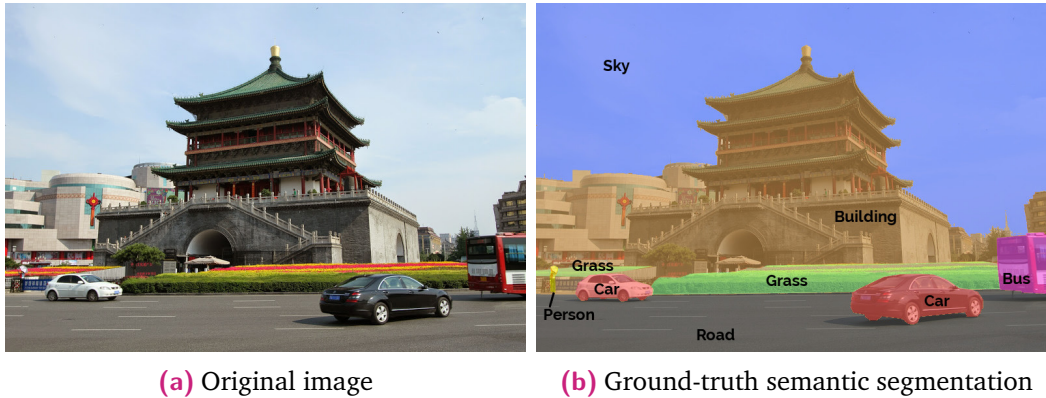 Sky
Building
Grass
Grass
Car
Car
Bus
Person
Road
(a) Original image
(b) Ground-truth semantic segmentation